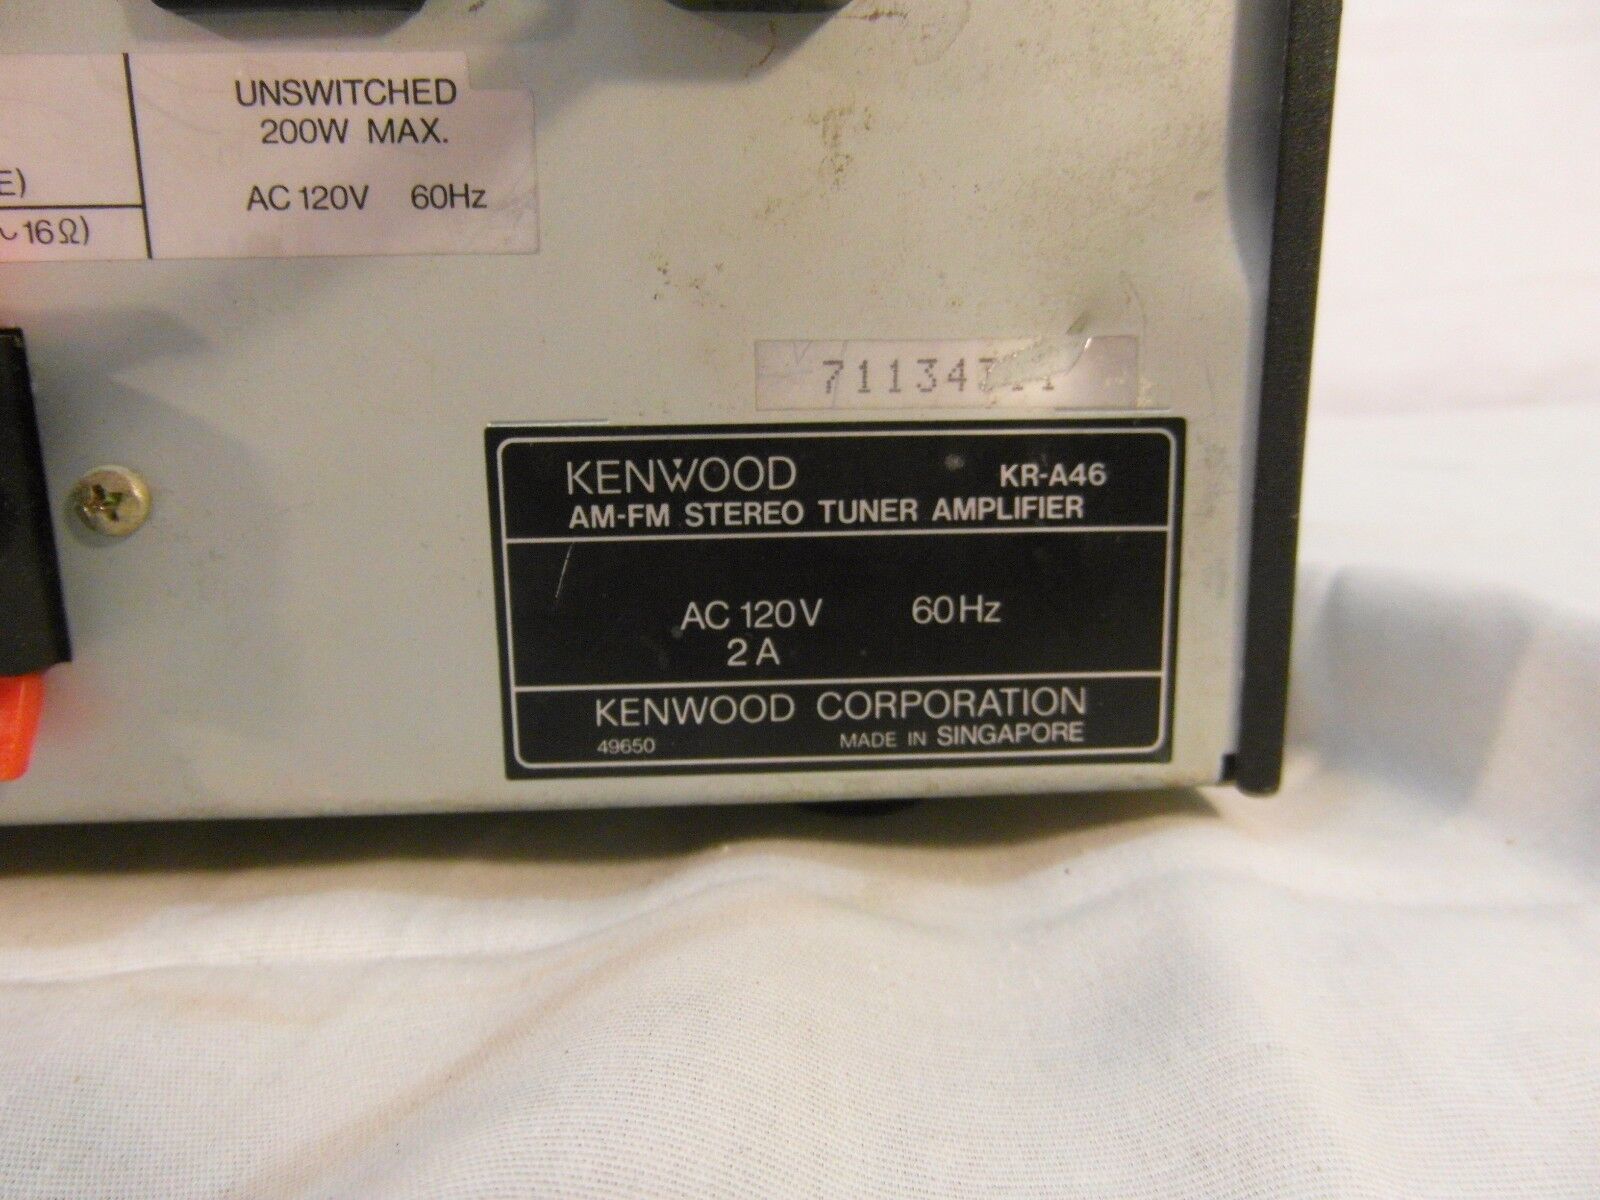 UNSWITCHED
200W MAX.
AC 120V 60Hz
E)
~16Ω)
KENWOOD KR-A46
AM-FM STEREO TUNER AMPLIFIER
AC 120V 60Hz
2 A
KENWOOD CORPORATION
49650 MADE IN SINGAPORE